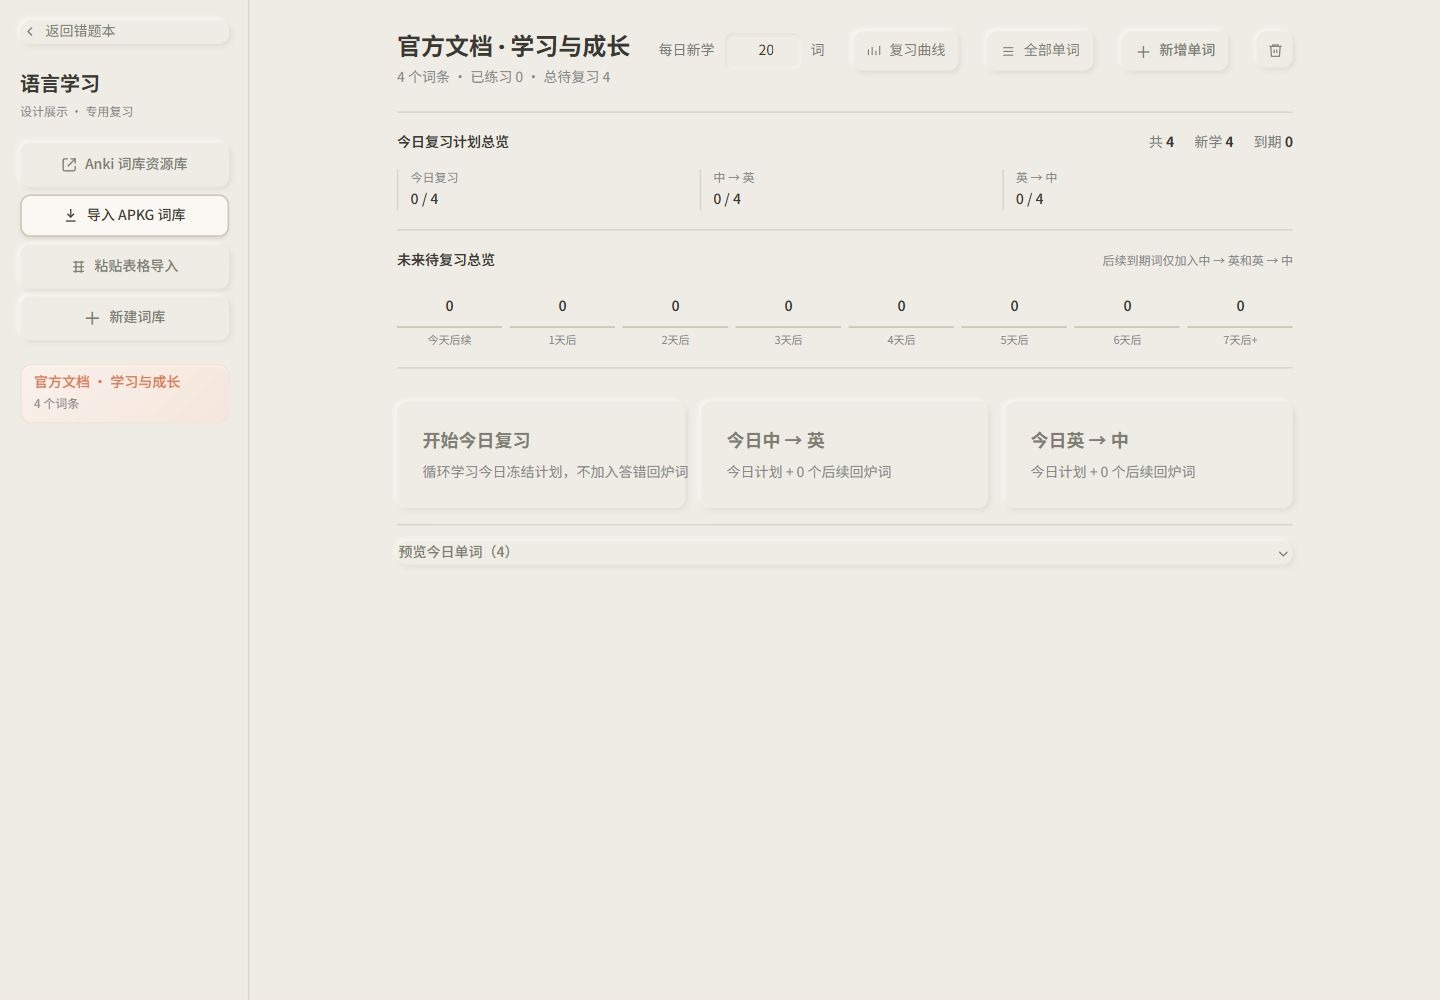 返回错题本
语言学习
设计展示 · 专用复习
Anki 词库资源库
导入 APKG 词库
粘贴表格导入
新建词库
官方文档 · 学习与成长
4 个词条
官方文档 · 学习与成长
4 个词条 · 已练习 0 · 总待复习 4
每日新学 20 词
复习曲线
全部单词
新增单词
今日复习计划总览
共 4 新学 4 到期 0
今日复习
0 / 4
中 → 英
0 / 4
英 → 中
0 / 4
未来待复习总览
后续到期词仅加入中 → 英和英 → 中
0 0 0 0 0 0 0 0
今天后续 1天后 2天后 3天后 4天后 5天后 6天后 7天后+
开始今日复习
循环学习今日冻结计划，不加入答错回炉词
今日中 → 英
今日计划 + 0 个后续回炉词
今日英 → 中
今日计划 + 0 个后续回炉词
预览今日单词（4）